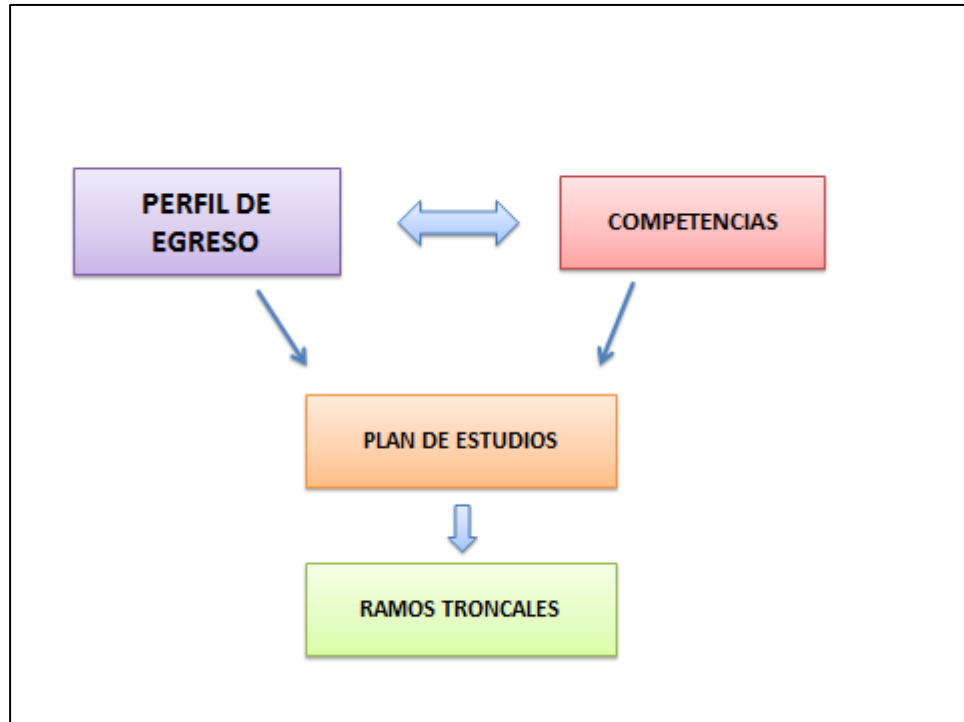 PERFIL DE
EGRESO
COMPETENCIAS
PLAN DE ESTUDIOS
RAMOS TRONCALES